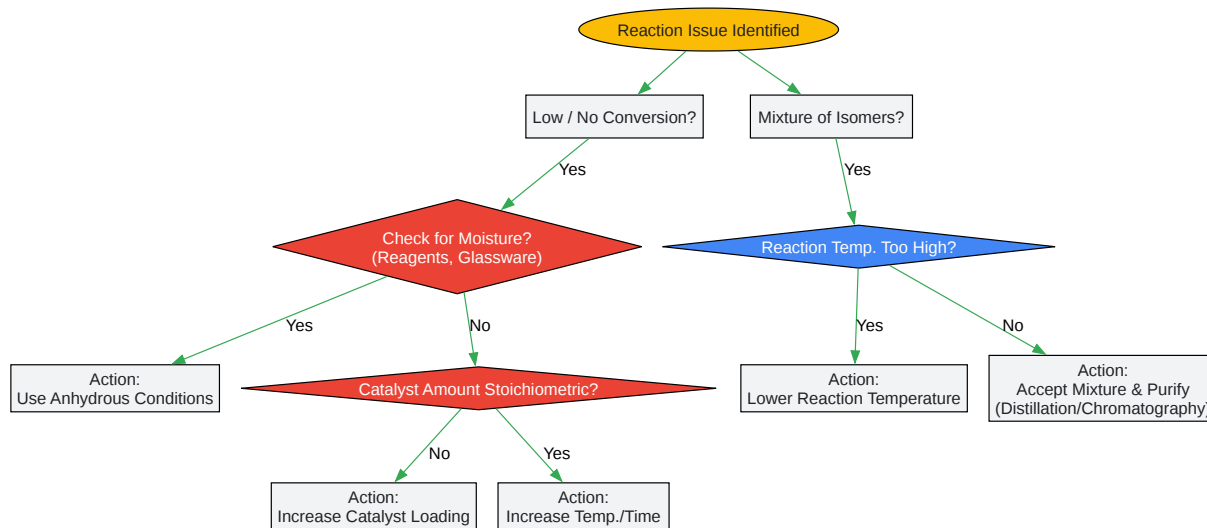 Reaction Issue Identified
Low / No Conversion?
Mixture of Isomers?
Yes
Yes
Check for Moisture?
(Reagents, Glassware)
Reaction Temp. Too High?
Yes
No
Yes
No
Action:
Use Anhydrous Conditions
Catalyst Amount Stoichiometric?
Action:
Lower Reaction Temperature
Action:
Accept Mixture & Purify
(Distillation/Chromatography)
No
Yes
Action:
Increase Catalyst Loading
Action:
Increase Temp./Time